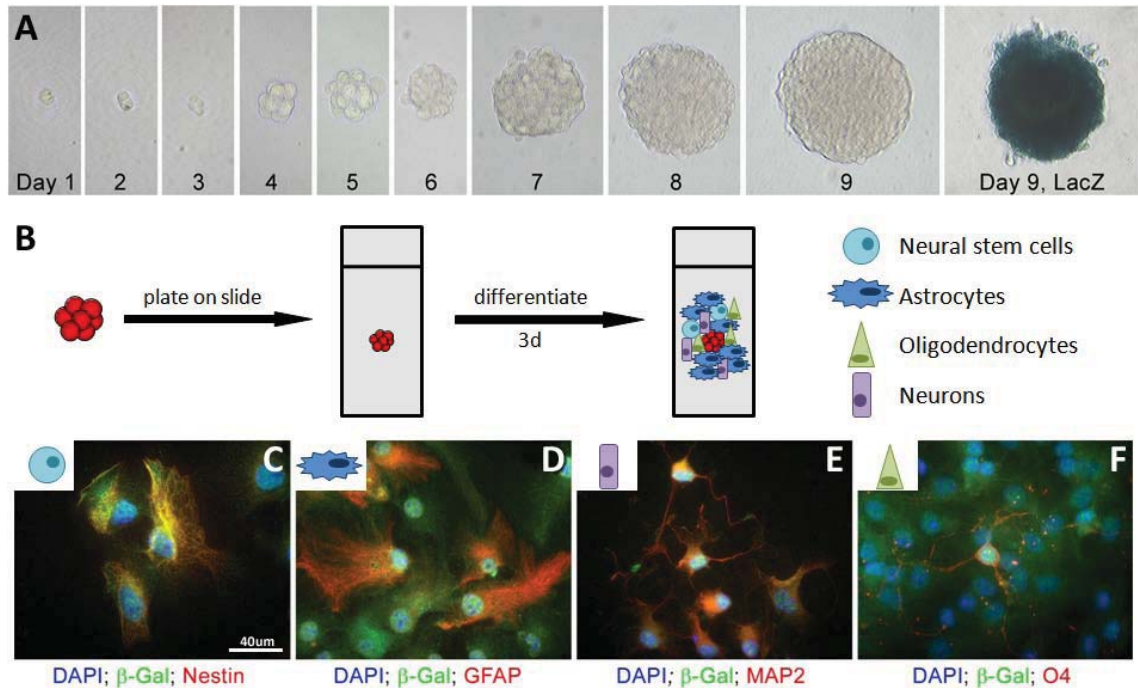 A
Day 1
2
3
4
5
6
7
8
9
Day 9, LacZ
B
plate on slide
differentiate
3d
Neural stem cells
Astrocytes
Oligodendrocytes
Neurons
C
D
E
F
40um
DAPI; β-Gal; Nestin
DAPI; β-Gal; GFAP
DAPI; β-Gal; MAP2
DAPI; β-Gal; O4